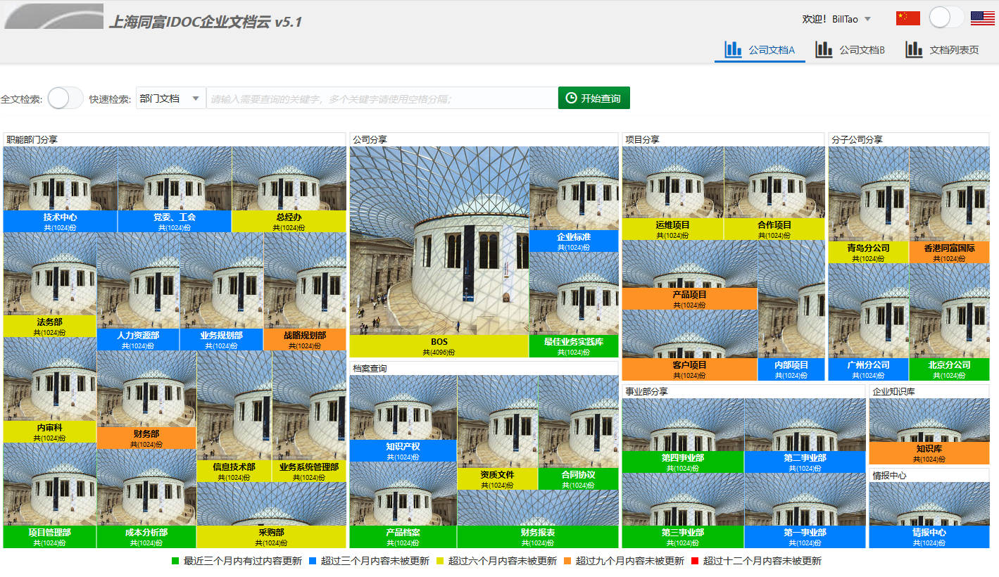 上海同富IDOC企业文档云 v5.1
欢迎！BillTao
公司文档A
公司文档B
文档列表页
全文检索:
快速检索:
部门文档
请输入需要查询的关键字，多个关键字请使用空格分隔;
开始查询
职能部门分享
技术中心
共(1024)份
党委、工会
共(1024)份
总经办
共(1024)份
法务部
共(1024)份
人力资源部
共(1024)份
业务规划部
共(1024)份
战略规划部
共(1024)份
内审科
共(1024)份
财务部
共(1024)份
信息技术部
共(1024)份
业务系统管理部
共(1024)份
项目管理部
共(1024)份
成本分析部
共(1024)份
采购部
共(1024)份
公司分享
BOS
共(4096)份
企业标准
共(1024)份
最佳业务实践库
共(1024)份
档案查询
知识产权
共(1024)份
资质文件
共(1024)份
合同协议
共(1024)份
产品档案
共(1024)份
财务报表
共(1024)份
项目分享
运维项目
共(1024)份
合作项目
共(1024)份
产品项目
共(1024)份
客户项目
共(1024)份
内部项目
共(1024)份
分子公司分享
青岛分公司
共(1024)份
香港同富国际
共(1024)份
广州分公司
共(1024)份
北京分公司
共(1024)份
事业部分享
第四事业部
共(1024)份
第二事业部
共(1024)份
第三事业部
共(1024)份
第一事业部
共(1024)份
企业知识库
知识库
共(1024)份
情报中心
情报中心
共(1024)份
最近三个月内有过内容更新
超过三个月内容未被更新
超过六个月内容未被更新
超过九个月内容未被更新
超过十二个月内容未被更新